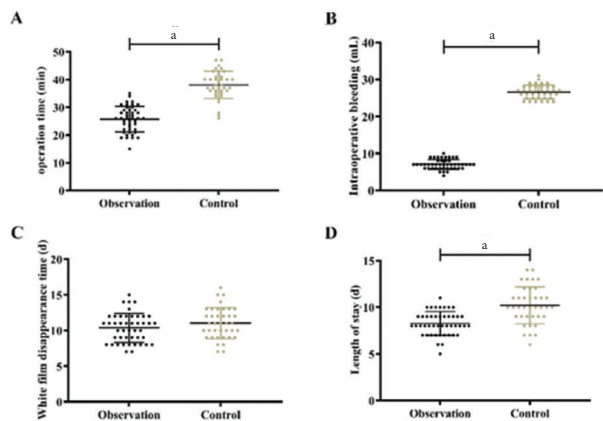 A
a
operation time (min)
50
40
30
20
10
0
Observation
Control
B
a
Intraoperative bleeding (mL)
40
30
20
10
0
Observation
Control
C
White film disappearance time (d)
20
15
10
5
0
Observation
Control
D
a
Length of stay (d)
15
10
5
0
Observation
Control